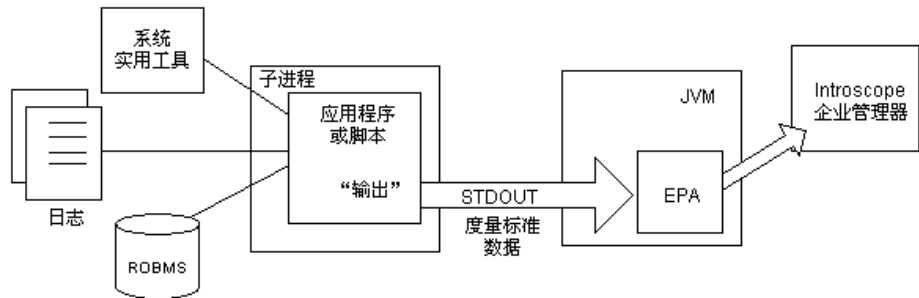 系统
实用工具
子进程
应用程序
或脚本
“输出”
日志
ROBMS
STDOUT
度量标准
数据
JVM
EPA
Introscope
企业管理器